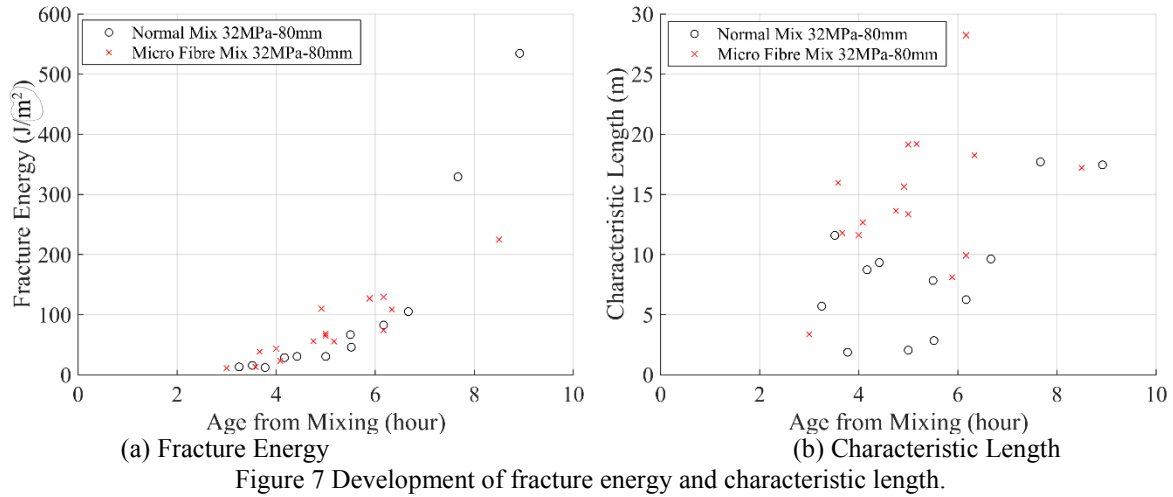 Normal Mix 32MPa-80mm
Micro Fibre Mix 32MPa-80mm
Fracture Energy (J/m²)
600
500
400
300
200
100
0
0 2 4 6 8 10
Age from Mixing (hour)
(a) Fracture Energy
Normal Mix 32MPa-80mm
Micro Fibre Mix 32MPa-80mm
Characteristic Length (m)
30
25
20
15
10
5
0
0 2 4 6 8 10
Age from Mixing (hour)
(b) Characteristic Length
Figure 7 Development of fracture energy and characteristic length.